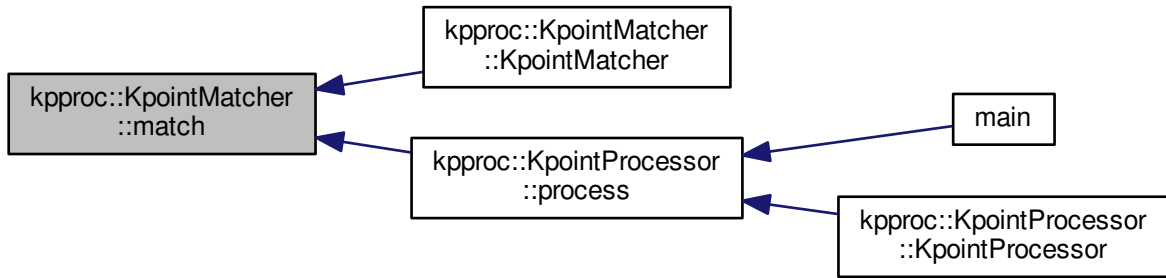 kpproc::KpointMatcher
::match
kpproc::KpointMatcher
::KpointMatcher
kpproc::KpointProcessor
::process
main
kpproc::KpointProcessor
::KpointProcessor